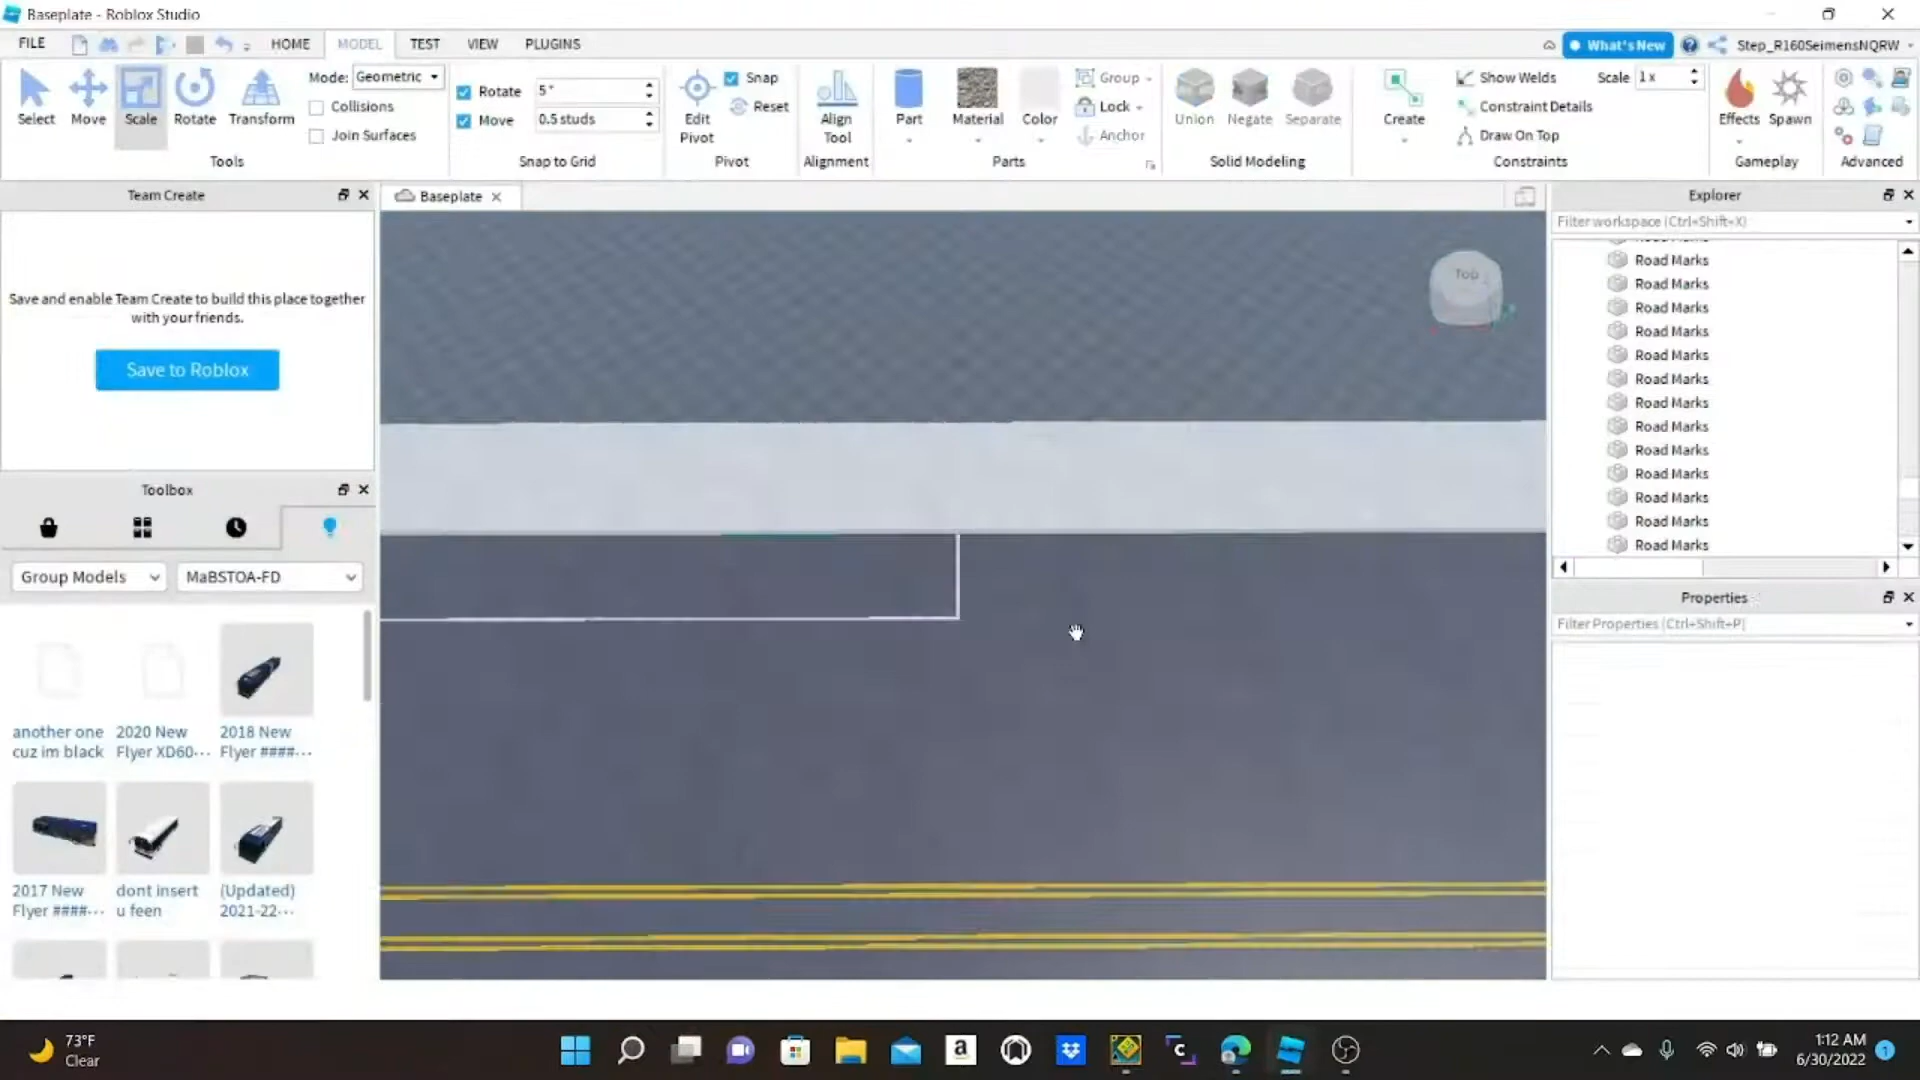 Baseplate - Roblox Studio
FILE
HOME
MODEL
TEST
VIEW
PLUGINS
What's New
Step_R160SeimensNQRW
Select
Move
Scale
Rotate
Transform
Mode: Geometric
Collisions
Join Surfaces
Tools
Rotate 5°
Move 0.5 studs
Snap to Grid
Edit
Pivot
Snap
Reset
Pivot
Align
Tool
Alignment
Part
Material
Color
Group
Lock
Anchor
Parts
Union
Negate
Separate
Solid Modeling
Create
Show Welds
Scale 1 x
Constraint Details
Draw On Top
Constraints
Effects
Spawn
Gameplay
Advanced
Team Create
Save and enable Team Create to build this place together
with your friends.
Save to Roblox
Toolbox
Group Models
MaBSTOA-FD
another one
cuz im black
2020 New
Flyer XD60...
2018 New
Flyer ####...
2017 New
Flyer ####...
dont insert
u feen
(Updated)
2021-22...
Baseplate
Top
Explorer
Filter workspace (Ctrl+Shift+X)
Road Marks
Road Marks
Road Marks
Road Marks
Road Marks
Road Marks
Road Marks
Road Marks
Road Marks
Road Marks
Road Marks
Road Marks
Road Marks
Road Marks
Properties
Filter Properties (Ctrl+Shift+P)
73°F
Clear
a
C
1:12 AM
6/30/2022
1